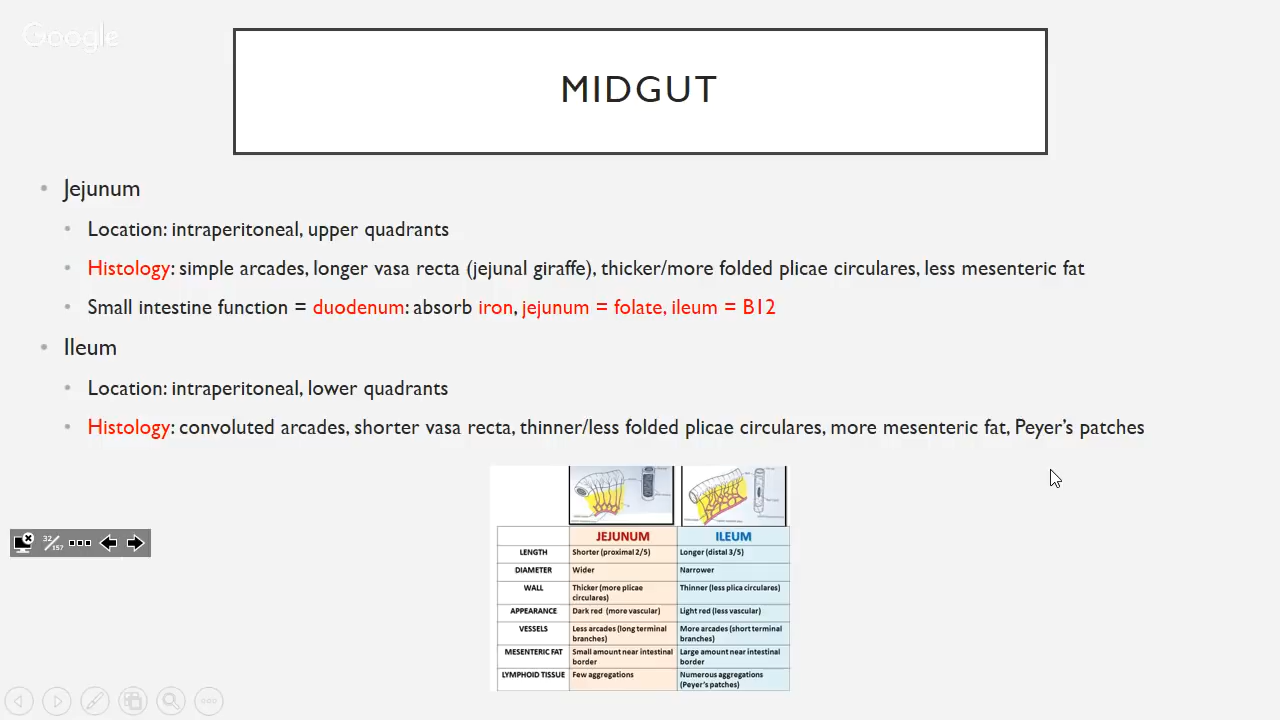 Google
MIDGUT
Jejunum
Location: intraperitoneal, upper quadrants
Histology: simple arcades, longer vasa recta (jejunal giraffe), thicker/more folded plicae circulares, less mesenteric fat
Small intestine function = duodenum: absorb iron, jejunum = folate, ileum = B12
Ileum
Location: intraperitoneal, lower quadrants
Histology: convoluted arcades, shorter vasa recta, thinner/less folded plicae circulares, more mesenteric fat, Peyer's patches
JEJUNUM ILEUM
LENGTH Shorter (proximal 2/5) Longer (distal 3/5)
DIAMETER Wider Narrower
WALL Thicker (more plicae Thinner (less plica circulares)
circulares)
APPEARANCE Dark red (more vascular) Light red (less vascular)
VESSELS Less arcades (long terminal More arcades (short terminal
branches) branches)
MESENTERIC FAT Small amount near intestinal Large amount near intestinal
border border
LYMPHOID TISSUE Few aggregations Numerous aggregations
(Peyer's patches)
32/157